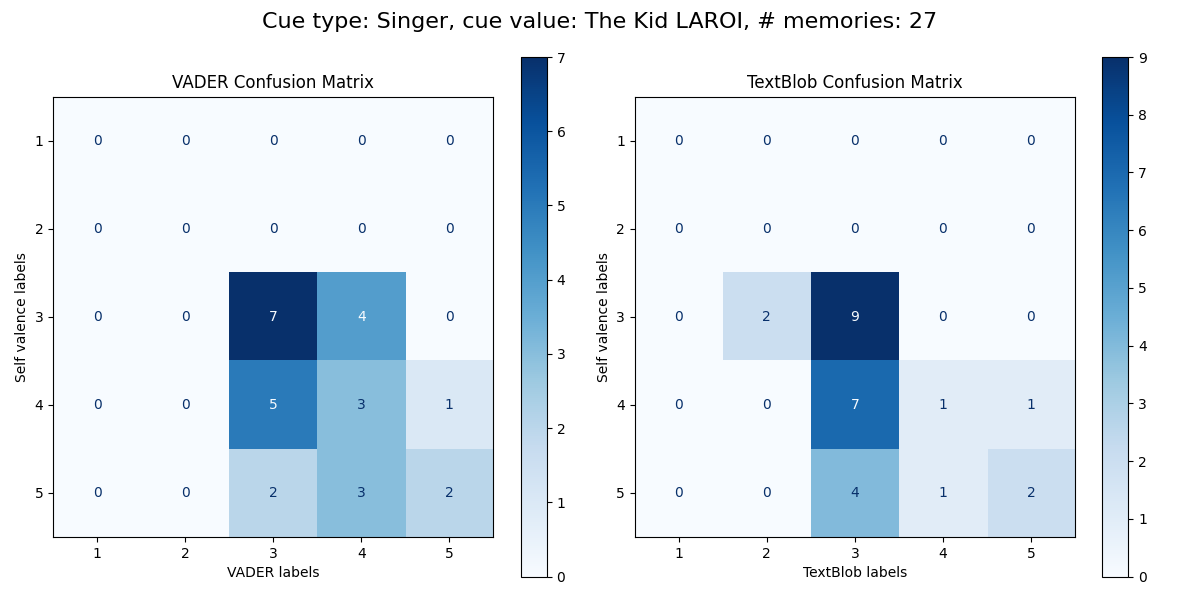 Cue type: Singer, cue value: The Kid LAROI, # memories: 27
VADER Confusion Matrix
Self valence labels
1 0 0 0 0 0
2 0 0 0 0 0
3 0 0 7 4 0
4 0 0 5 3 1
5 0 0 2 3 2
1 2 3 4 5
VADER labels
7
6
5
4
3
2
1
0
TextBlob Confusion Matrix
Self valence labels
1 0 0 0 0 0
2 0 0 0 0 0
3 0 2 9 0 0
4 0 0 7 1 1
5 0 0 4 1 2
1 2 3 4 5
TextBlob labels
9
8
7
6
5
4
3
2
1
0